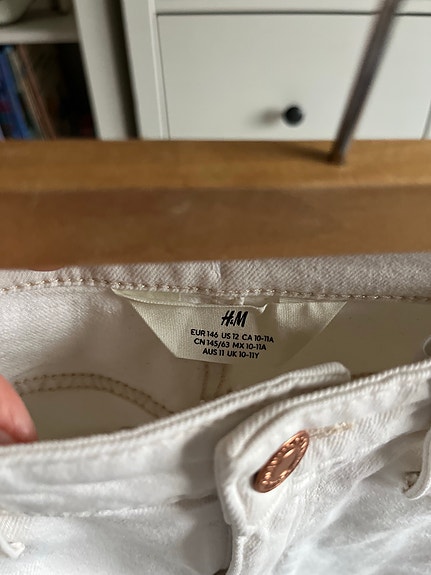 H&M
EUR 146 US 12 CA 10-11A
CN 145/63 MX 10-11A
AUS 11 UK 10-11Y